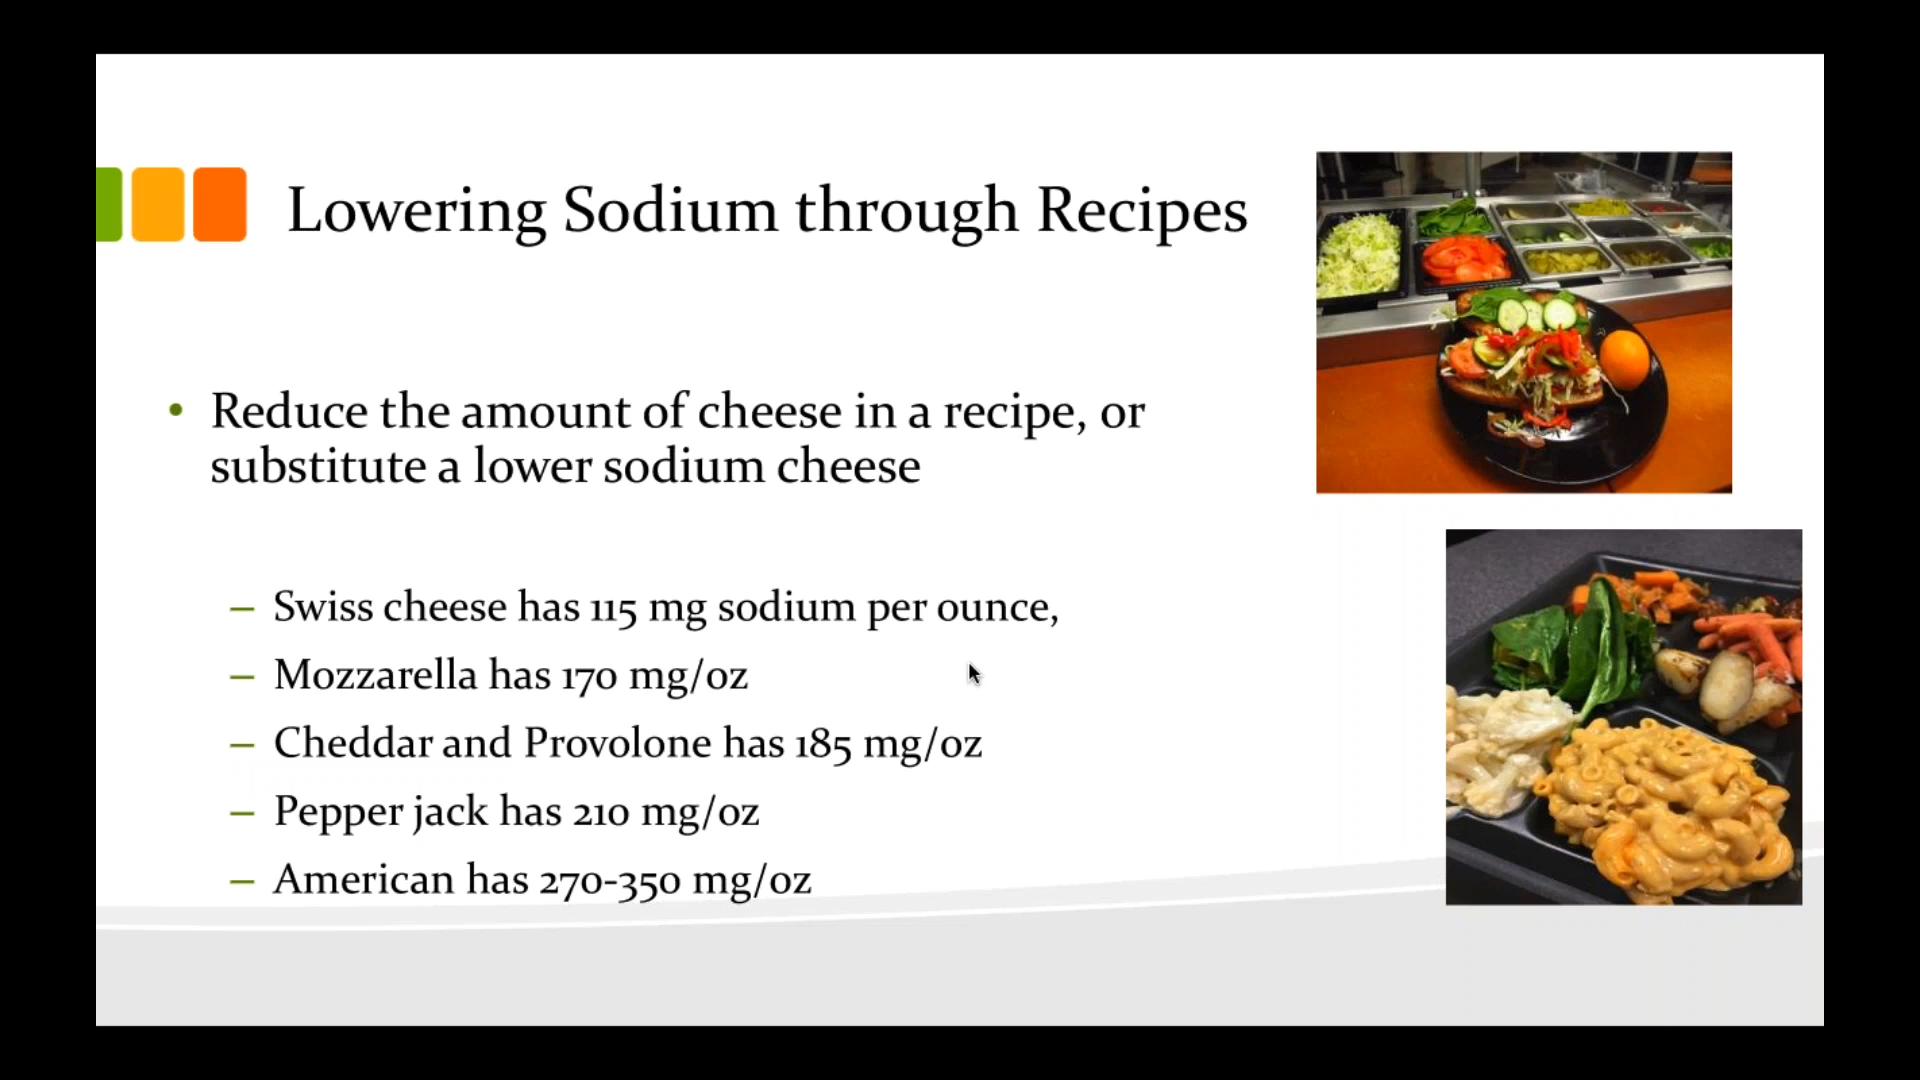 Lowering Sodium through Recipes
• Reduce the amount of cheese in a recipe, or
substitute a lower sodium cheese
– Swiss cheese has 115 mg sodium per ounce,
– Mozzarella has 170 mg/oz
– Cheddar and Provolone has 185 mg/oz
– Pepper jack has 210 mg/oz
– American has 270-350 mg/oz